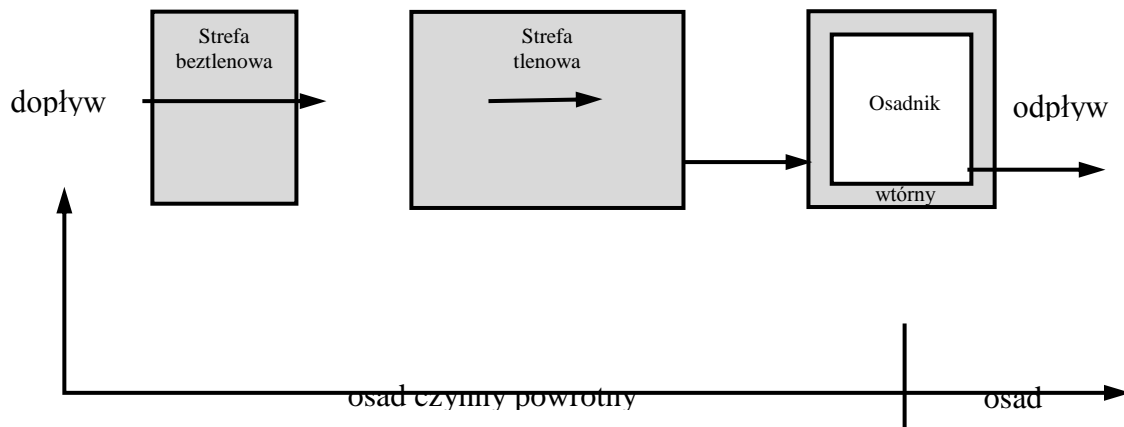 Strefa
beztlenowa
Strefa
tlenowa
dopływ
Osadnik
odpływ
wtórny
osad czynny powrotny
osad